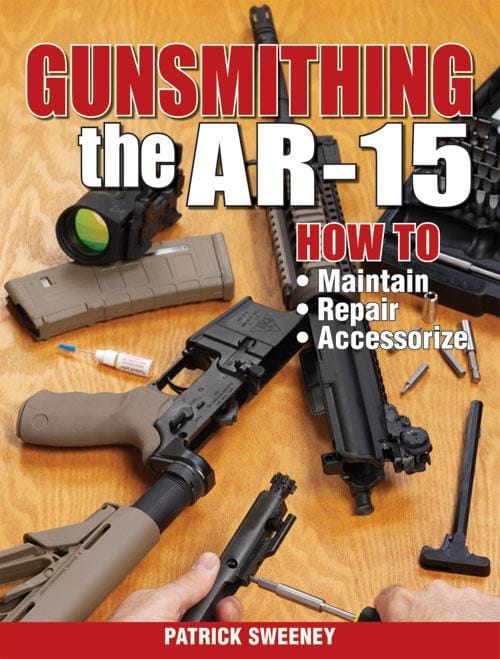 GUNSMITHING
the AR-15
HOW TO
• Maintain
• Repair
• Accessorize
PATRICK SWEENEY